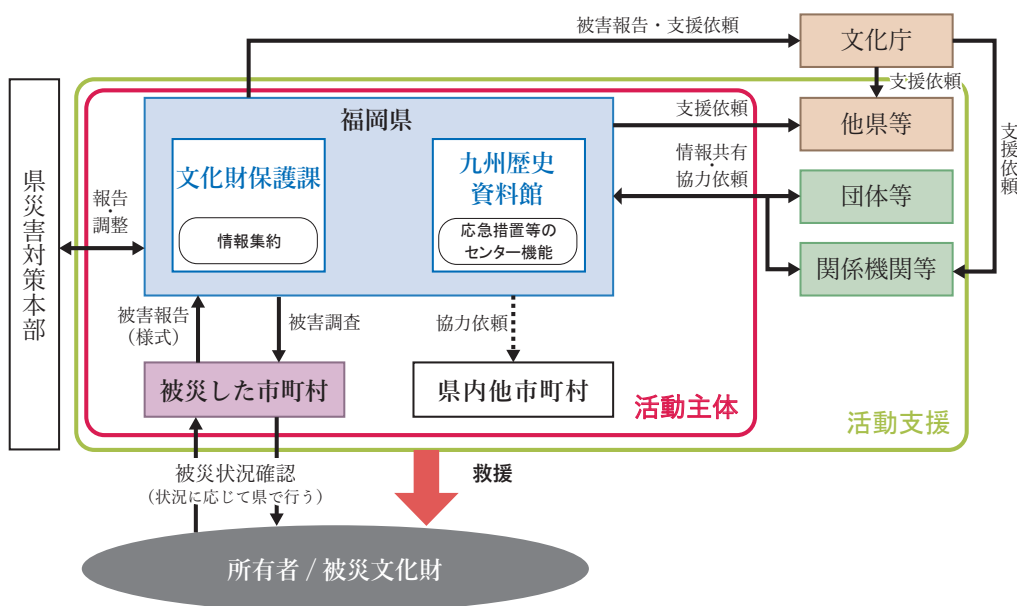 被害報告・支援依頼
文化庁
支援依頼
福岡県
支援依頼
他県等
支援依頼
文化財保護課
情報集約
九州歴史
資料館
応急措置等の
センター機能
情報共有
・
協力依頼
団体等
関係機関等
県災害対策本部
報告
・
調整
被害報告
（様式）
被害調査
協力依頼
被災した市町村
県内他市町村
活動主体
活動支援
被災状況確認
（状況に応じて県で行う）
救援
所有者 / 被災文化財